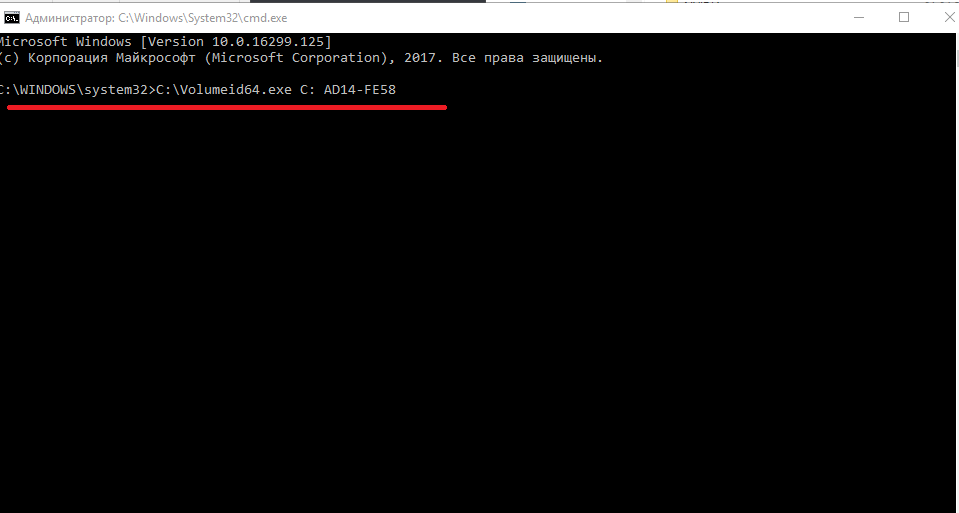 Администратор: C:\Windows\System32\cmd.exe
Microsoft Windows [Version 10.0.16299.125]
(c) Корпорация Майкрософт (Microsoft Corporation), 2017. Все права защищены.
C:\WINDOWS\system32>C:\Volumeid64.exe C: AD14-FE58